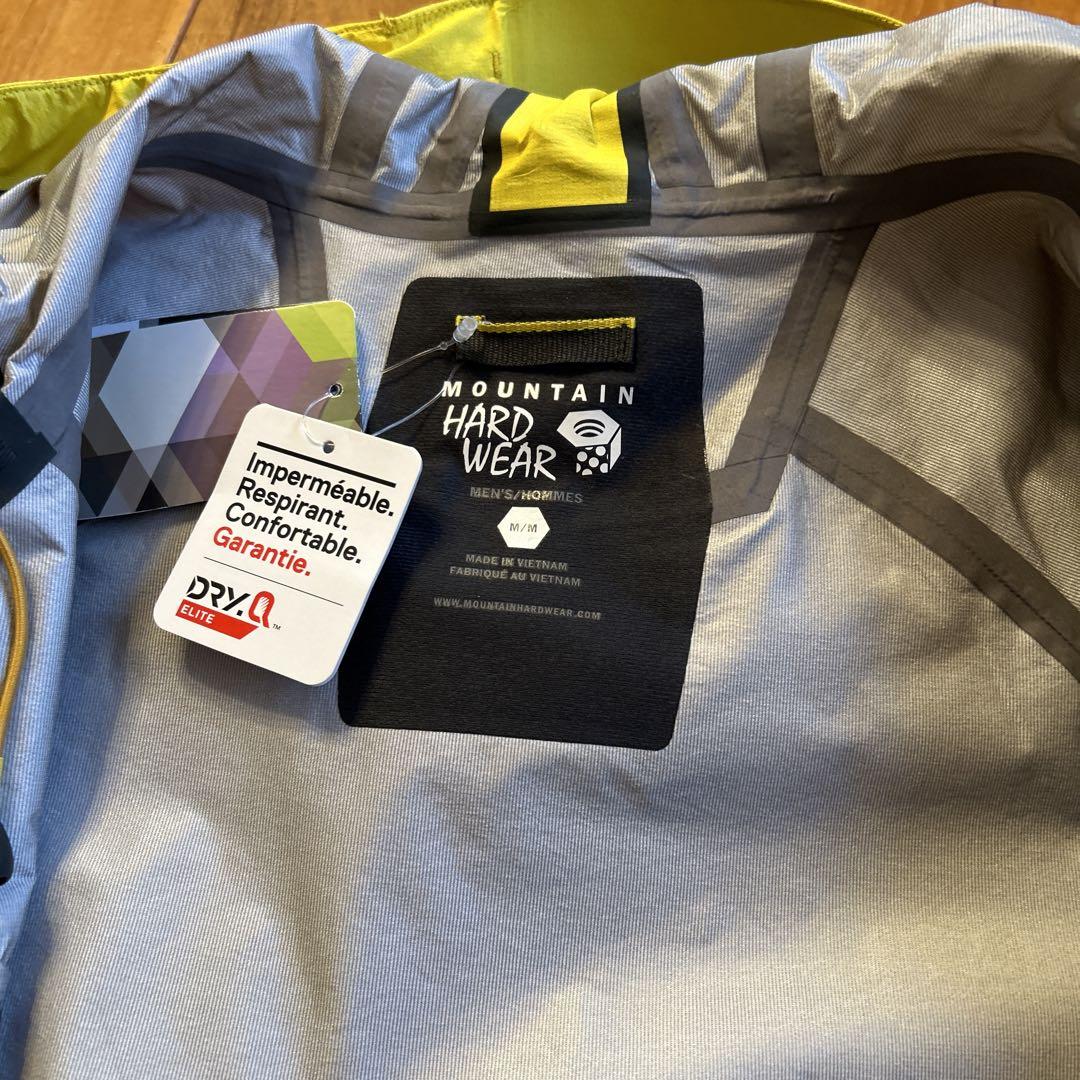 Imperméable.
Respirant.
Confortable.
Garantie.
DRY.Q™
ELITE
MOUNTAIN
HARD
WEAR
MEN'S/HOMMES
M/M
MADE IN VIETNAM
FABRIQUÉ AU VIETNAM
WWW.MOUNTAINHARDWEAR.COM